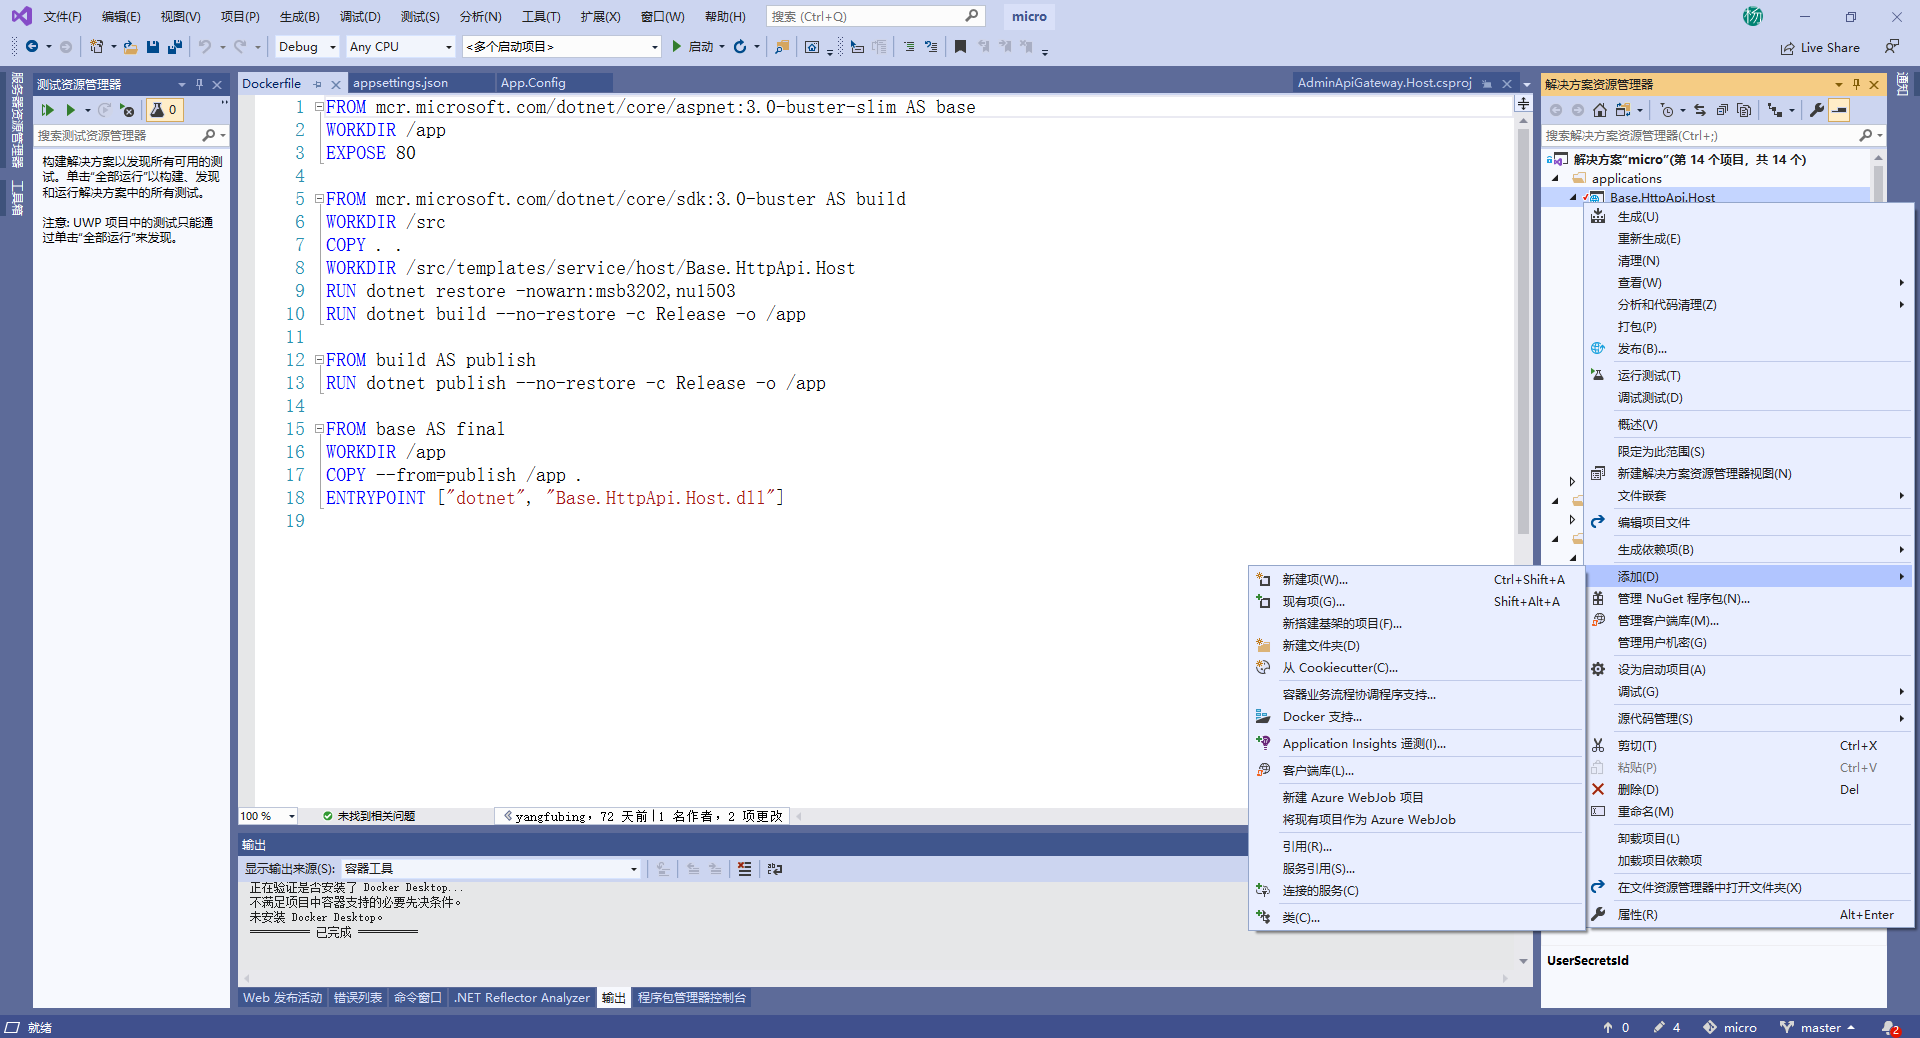 文件(F) 编辑(E) 视图(V) 项目(P) 生成(B) 调试(D) 测试(S) 分析(N) 工具(T) 扩展(X) 窗口(W) 帮助(H) 搜索 (Ctrl+Q) micro 杨
Debug Any CPU <多个启动项目> 启动 Live Share
服务器资源管理器
工具箱
测试资源管理器
0
搜索测试资源管理器
构建解决方案以发现所有可用的测
试。单击“全部运行”以构建、发现
和运行解决方案中的所有测试。
注意: UWP 项目中的测试只能通
过单击“全部运行”来发现。
Dockerfile appsettings.json App.Config AdminApiGateway.Host.csproj
1 FROM mcr.microsoft.com/dotnet/core/aspnet:3.0-buster-slim AS base
2 WORKDIR /app
3 EXPOSE 80
4
5 FROM mcr.microsoft.com/dotnet/core/sdk:3.0-buster AS build
6 WORKDIR /src
7 COPY . .
8 WORKDIR /src/templates/service/host/Base.HttpApi.Host
9 RUN dotnet restore -nowarn:msb3202,nu1503
10 RUN dotnet build --no-restore -c Release -o /app
11
12 FROM build AS publish
13 RUN dotnet publish --no-restore -c Release -o /app
14
15 FROM base AS final
16 WORKDIR /app
17 COPY --from=publish /app .
18 ENTRYPOINT ["dotnet", "Base.HttpApi.Host.dll"]
19
100 % 未找到相关问题 yangfubing, 72 天前|1 名作者, 2 项更改
输出
显示输出来源(S): 容器工具
正在验证是否安装了 Docker Desktop...
不满足项目中容器支持的必要先决条件。
未安装 Docker Desktop。
========== 已完成 ==========
Web 发布活动 错误列表 命令窗口 .NET Reflector Analyzer 输出 程序包管理器控制台
解决方案资源管理器
搜索解决方案资源管理器(Ctrl+;)
解决方案"micro"(第 14 个项目, 共 14 个)
applications
Base.HttpApi.Host
生成(U)
重新生成(E)
清理(N)
查看(W)
分析和代码清理(Z)
打包(P)
发布(B)...
运行测试(T)
调试测试(D)
概述(V)
限定为此范围(S)
新建解决方案资源管理器视图(N)
文件嵌套
编辑项目文件
生成依赖项(B)
添加(D)
管理 NuGet 程序包(N)...
管理客户端库(M)...
管理用户机密(G)
设为启动项目(A)
调试(G)
源代码管理(S)
剪切(T) Ctrl+X
粘贴(P) Ctrl+V
删除(D) Del
重命名(M)
卸载项目(L)
加载项目依赖项
在文件资源管理器中打开文件夹(X)
属性(R) Alt+Enter
新建项(W)... Ctrl+Shift+A
现有项(G)... Shift+Alt+A
新搭建基架的项目(F)...
新建文件夹(D)
从 Cookiecutter(C)...
容器业务流程协调程序支持...
Docker 支持...
Application Insights 遥测(I)...
客户端库(L)...
新建 Azure WebJob 项目
将现有项目作为 Azure WebJob
引用(R)...
服务引用(S)...
连接的服务(C)
类(C)...
UserSecretsId
通知
就绪 0 4 micro master 2